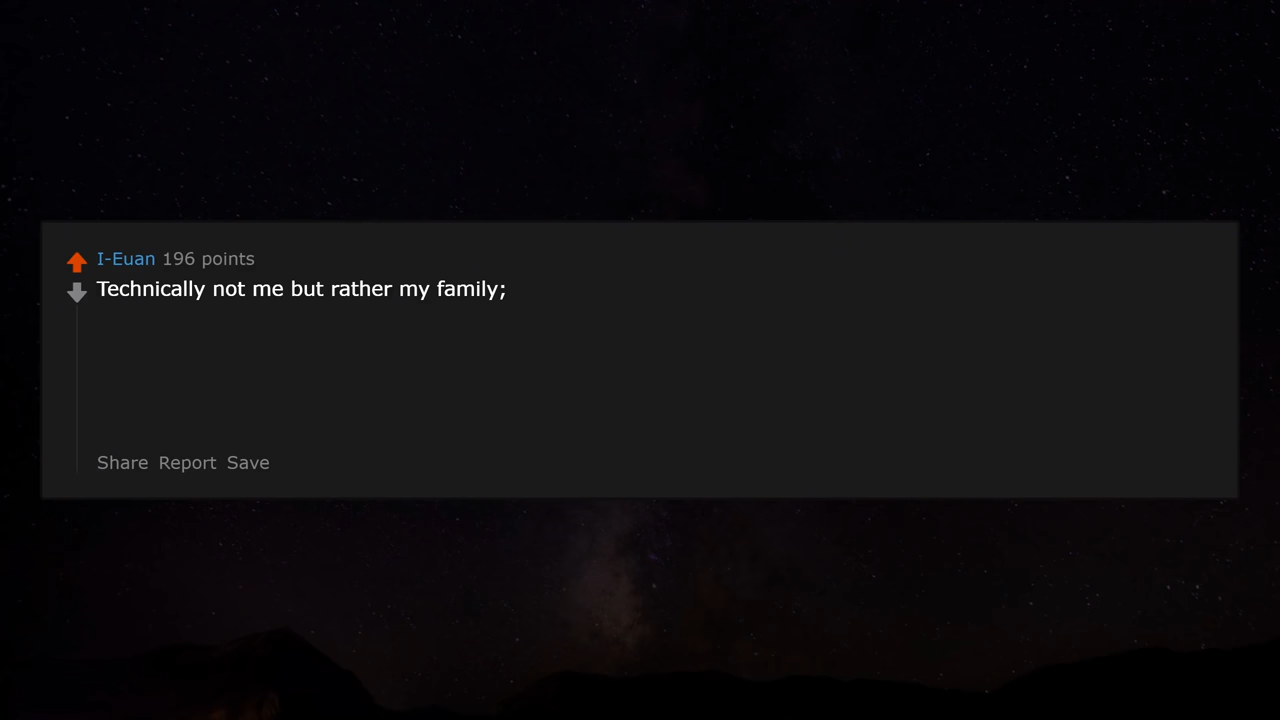 I-Euan 196 points
Technically not me but rather my family;
Share Report Save